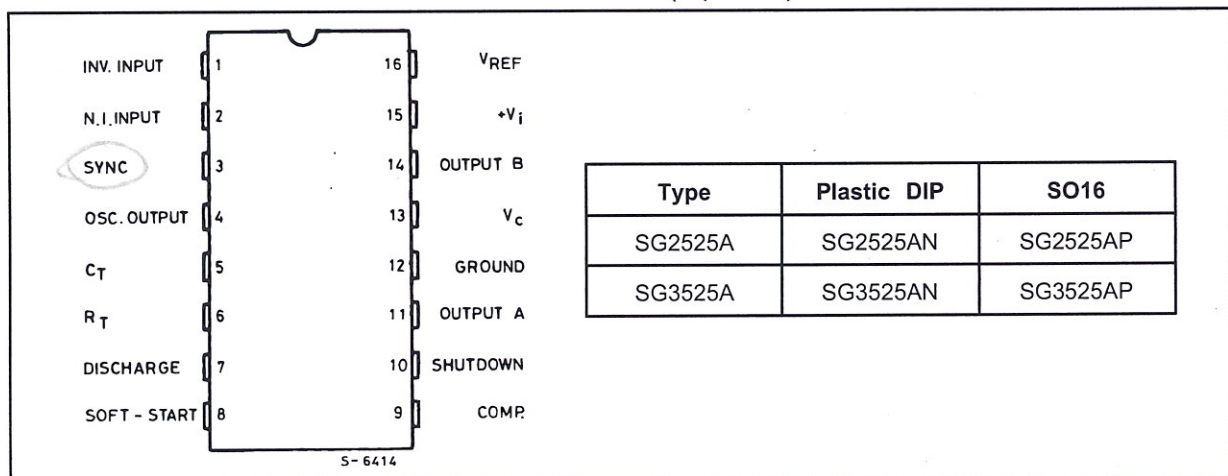 INV. INPUT 1 16 VREF
N.I. INPUT 2 15 +Vi
SYNC 3 14 OUTPUT B
OSC. OUTPUT 4 13 Vc
CT 5 12 GROUND
RT 6 11 OUTPUT A
DISCHARGE 7 10 SHUTDOWN
SOFT - START 8 9 COMP.
S- 6414
Type Plastic DIP SO16
SG2525A SG2525AN SG2525AP
SG3525A SG3525AN SG3525AP